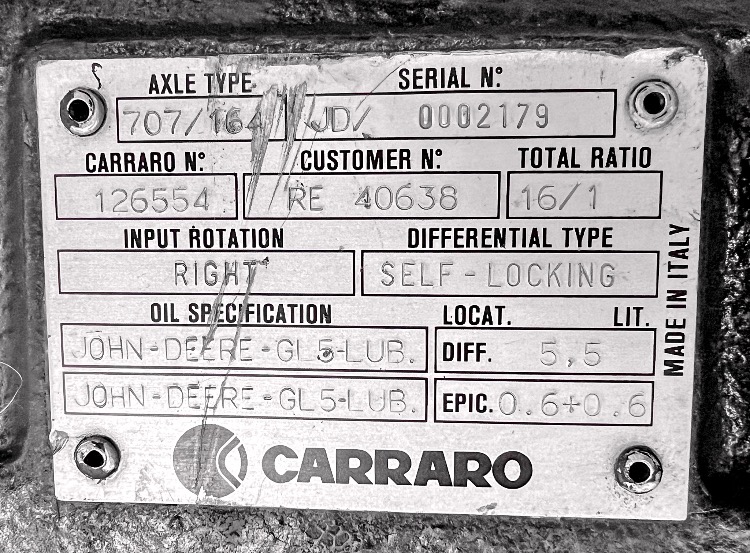 AXLE TYPE SERIAL N°
707/164 JD/ 0002179
CARRARO N° CUSTOMER N° TOTAL RATIO
126554 RE 40638 16/1
INPUT ROTATION DIFFERENTIAL TYPE
RIGHT SELF-LOCKING
OIL SPECIFICATION LOCAT. LIT.
JOHN-DEERE-GL5-LUB. DIFF. 5,5
JOHN-DEERE-GL5-LUB. EPIC. 0.6+0.6
CARRARO
MADE IN ITALY